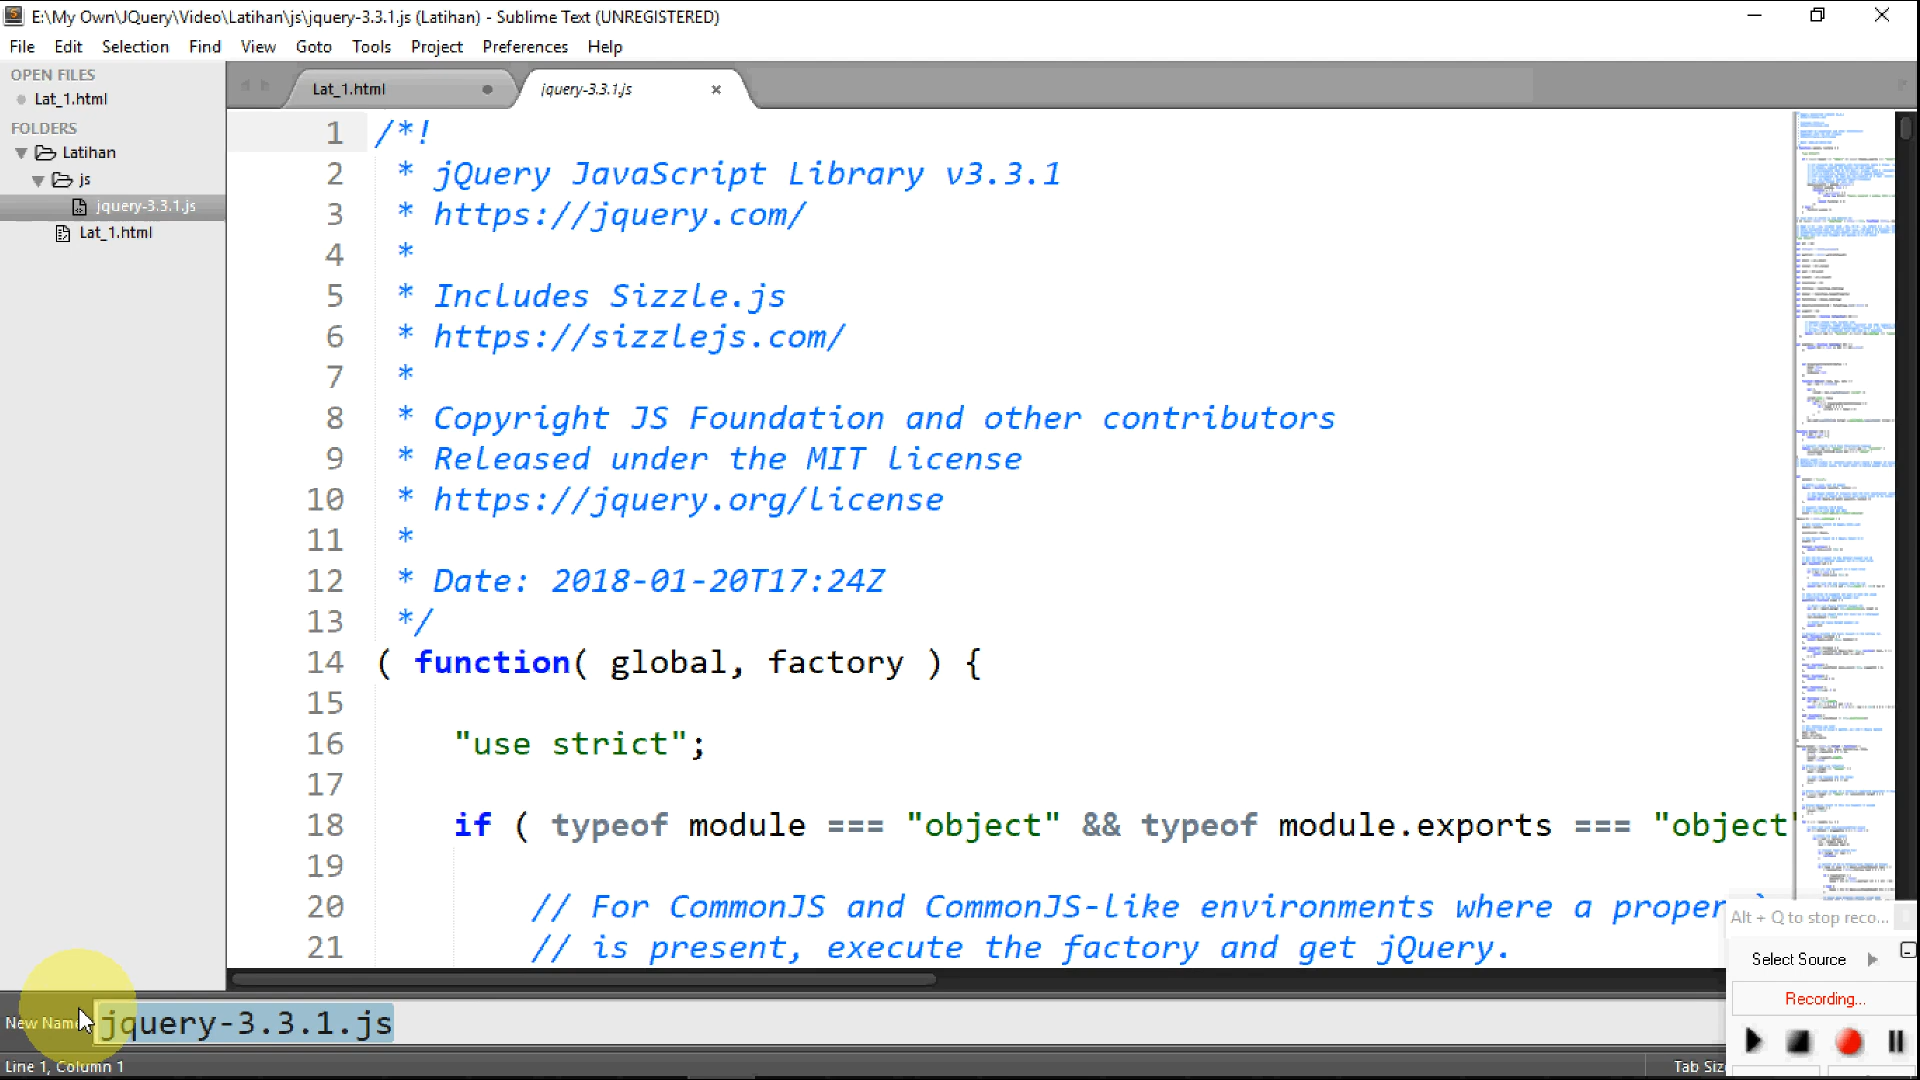 E:\My Own\JQuery\Video\Latihan\js\jquery-3.3.1.js (Latihan) - Sublime Text (UNREGISTERED)
File Edit Selection Find View Goto Tools Project Preferences Help
OPEN FILES
Lat_1.html
FOLDERS
Latihan
js
jquery-3.3.1.js
Lat_1.html
Lat_1.html jquery-3.3.1.js
1 /*!
2 * jQuery JavaScript Library v3.3.1
3 * https://jquery.com/
4 *
5 * Includes Sizzle.js
6 * https://sizzlejs.com/
7 *
8 * Copyright JS Foundation and other contributors
9 * Released under the MIT license
10 * https://jquery.org/license
11 *
12 * Date: 2018-01-20T17:24Z
13 */
14 ( function( global, factory ) {
15
16 "use strict";
17
18 if ( typeof module === "object" && typeof module.exports === "object"
19
20 // For CommonJS and CommonJS-like environments where a proper
21 // is present, execute the factory and get jQuery.
Alt + Q to stop reco...
Select Source
Recording...
New Name
jquery-3.3.1.js
Line 1, Column 1
Tab Siz